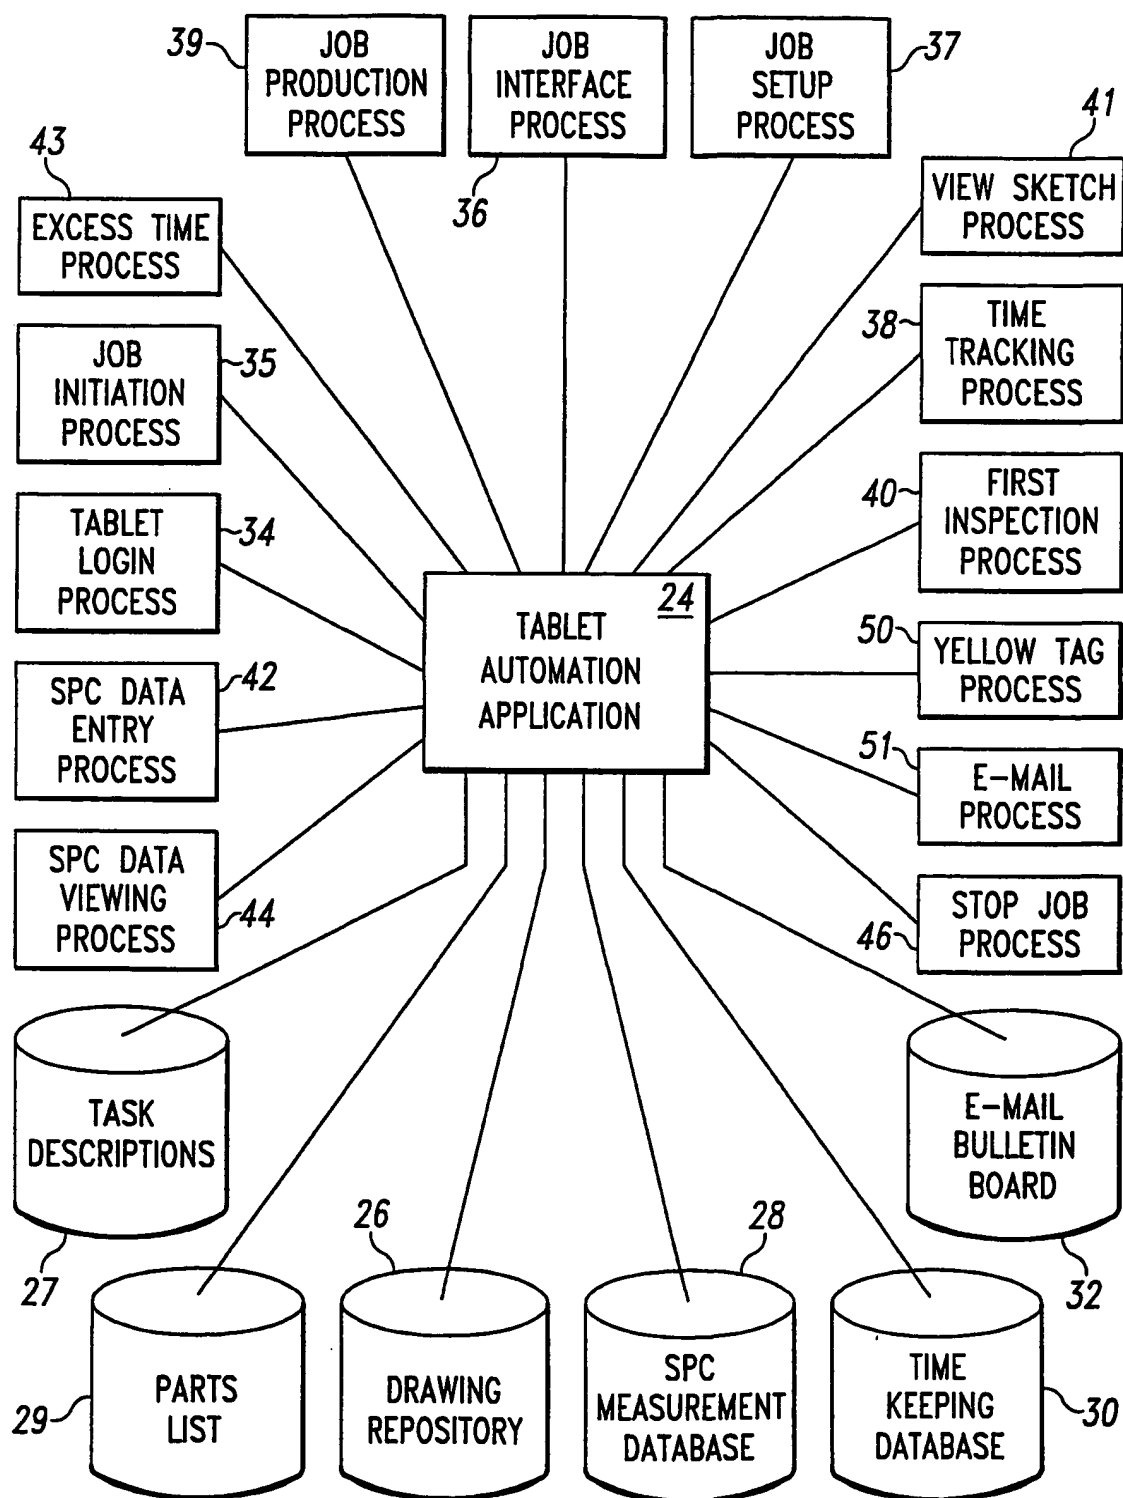 39
JOB
PRODUCTION
PROCESS
JOB
INTERFACE
PROCESS
36
JOB
SETUP
PROCESS
37
41
VIEW SKETCH
PROCESS
43
EXCESS TIME
PROCESS
38
TIME
TRACKING
PROCESS
JOB
INITIATION
PROCESS
35
40
FIRST
INSPECTION
PROCESS
TABLET
LOGIN
PROCESS
34
24
TABLET
AUTOMATION
APPLICATION
50
YELLOW TAG
PROCESS
SPC DATA
ENTRY
PROCESS
42
51
E-MAIL
PROCESS
SPC DATA
VIEWING
PROCESS
44
STOP JOB
PROCESS
46
TASK
DESCRIPTIONS
27
E-MAIL
BULLETIN
BOARD
32
PARTS
LIST
29
26
DRAWING
REPOSITORY
28
SPC
MEASUREMENT
DATABASE
TIME
KEEPING
DATABASE
30